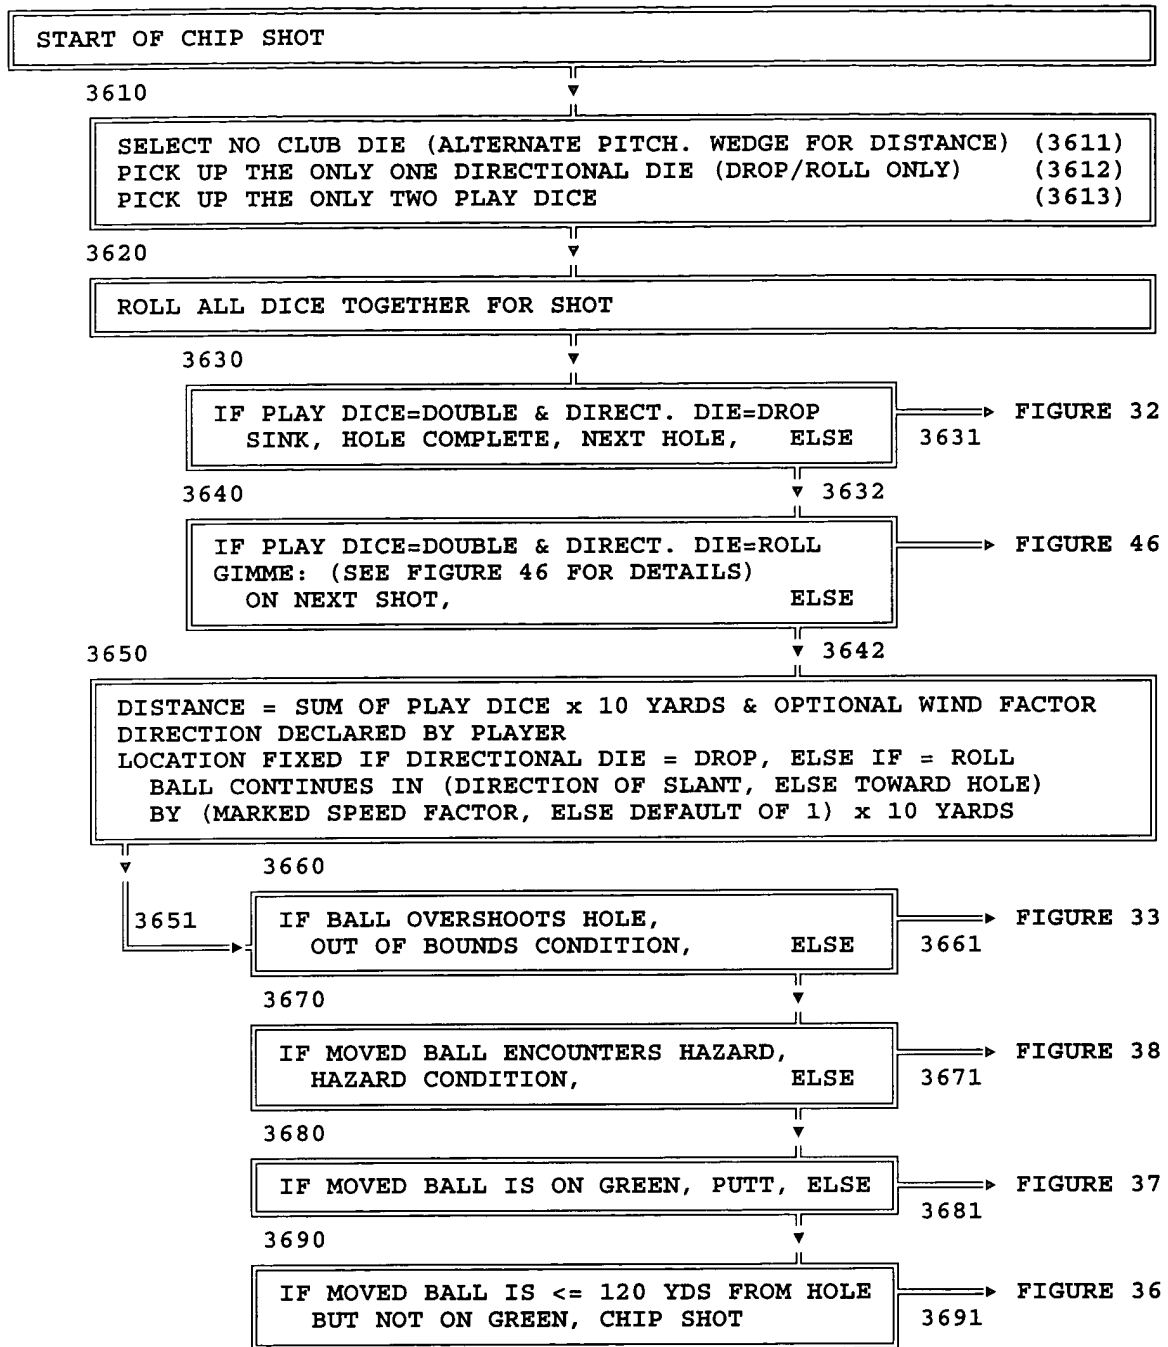 START OF CHIP SHOT
3610
SELECT NO CLUB DIE (ALTERNATE PITCH. WEDGE FOR DISTANCE) (3611)
PICK UP THE ONLY ONE DIRECTIONAL DIE (DROP/ROLL ONLY) (3612)
PICK UP THE ONLY TWO PLAY DICE (3613)
3620
ROLL ALL DICE TOGETHER FOR SHOT
3630
IF PLAY DICE=DOUBLE & DIRECT. DIE=DROP
SINK, HOLE COMPLETE, NEXT HOLE, ELSE
FIGURE 32
3631
3632
3640
IF PLAY DICE=DOUBLE & DIRECT. DIE=ROLL
GIMME: (SEE FIGURE 46 FOR DETAILS)
ON NEXT SHOT, ELSE
FIGURE 46
3642
3650
DISTANCE = SUM OF PLAY DICE x 10 YARDS & OPTIONAL WIND FACTOR
DIRECTION DECLARED BY PLAYER
LOCATION FIXED IF DIRECTIONAL DIE = DROP, ELSE IF = ROLL
BALL CONTINUES IN (DIRECTION OF SLANT, ELSE TOWARD HOLE)
BY (MARKED SPEED FACTOR, ELSE DEFAULT OF 1) x 10 YARDS
3651
3660
IF BALL OVERSHOOTS HOLE,
OUT OF BOUNDS CONDITION, ELSE
FIGURE 33
3661
3670
IF MOVED BALL ENCOUNTERS HAZARD,
HAZARD CONDITION, ELSE
FIGURE 38
3671
3680
IF MOVED BALL IS ON GREEN, PUTT, ELSE
FIGURE 37
3681
3690
IF MOVED BALL IS <= 120 YDS FROM HOLE
BUT NOT ON GREEN, CHIP SHOT
FIGURE 36
3691